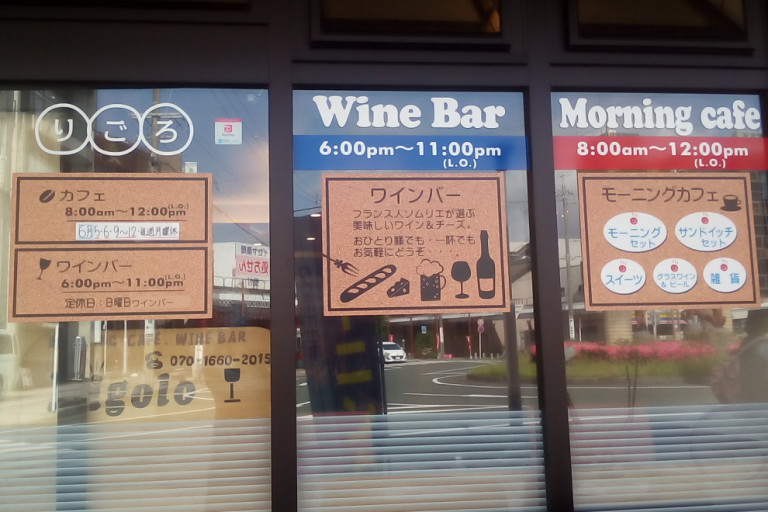 りごろ
カフェ
(L.O.)
8:00am～12:00pm
ワインバー
(L.O.)
6:00pm～11:00pm
定休日：日曜日ワインバー
CAFE. WINE BAR
070-1660-2015
Wine Bar
6:00pm～11:00pm
(L.O.)
ワインバー
フランス人ソムリエが選ぶ
美味しいワイン&チーズ。
おひとり様でも・一杯でも
お気軽にどうぞ・・・
Morning cafe
8:00am～12:00pm
(L.O.)
モーニングカフェ
モーニング
セット
サンドイッチ
セット
スイーツ
グラスワイン
&ビール
雑貨